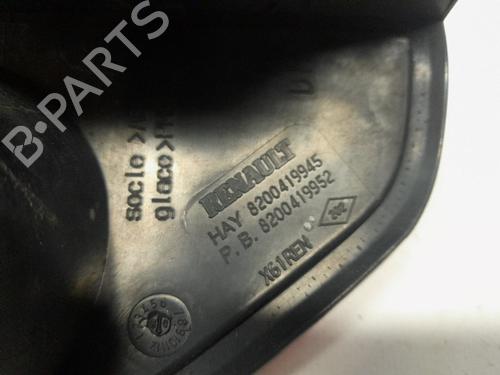 B-PARTS
socle >A
glace>
D
RENAULT
HAY 8200419945
P.B. 8200419952
X61REN